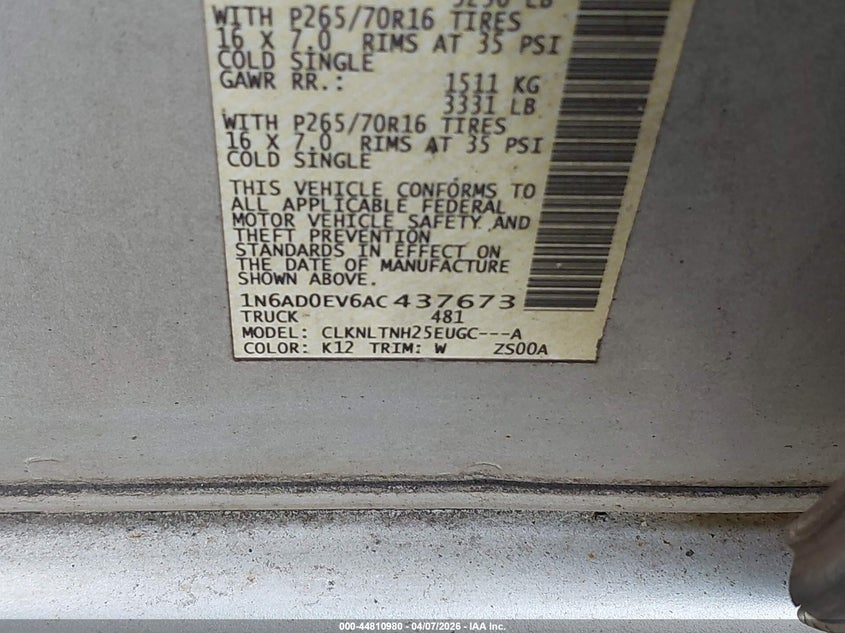 WITH P265/70R16 TIRES
16 X 7.0 RIMS AT 35 PSI
COLD SINGLE
GAWR RR.: 1511 KG
3331 LB
WITH P265/70R16 TIRES
16 X 7.0 RIMS AT 35 PSI
COLD SINGLE
THIS VEHICLE CONFORMS TO
ALL APPLICABLE FEDERAL
MOTOR VEHICLE SAFETY AND
THEFT PREVENTION
STANDARDS IN EFFECT ON
THE DATE OF MANUFACTURE
SHOWN ABOVE.
1N6AD0EV6AC437673
TRUCK 481
MODEL: CLKNLTNH25EUGC---A
COLOR: K12 TRIM: W ZS00A
000-44810980 - 04/07/2026 - IAA Inc.